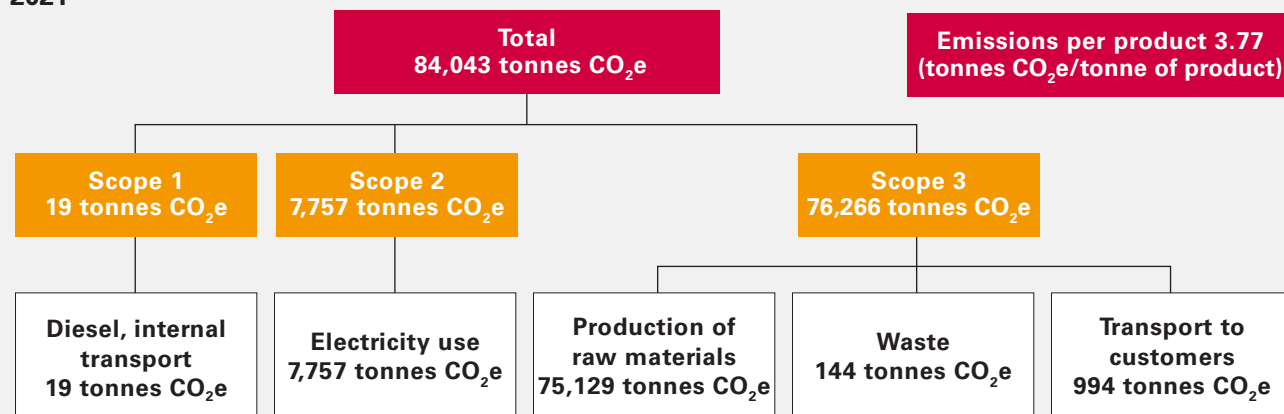 2021
Total
84,043 tonnes CO₂e
Emissions per product 3.77
(tonnes CO₂e/tonne of product)
Scope 1
19 tonnes CO₂e
Scope 2
7,757 tonnes CO₂e
Scope 3
76,266 tonnes CO₂e
Diesel, internal
transport
19 tonnes CO₂e
Electricity use
7,757 tonnes CO₂e
Production of
raw materials
75,129 tonnes CO₂e
Waste
144 tonnes CO₂e
Transport to
customers
994 tonnes CO₂e